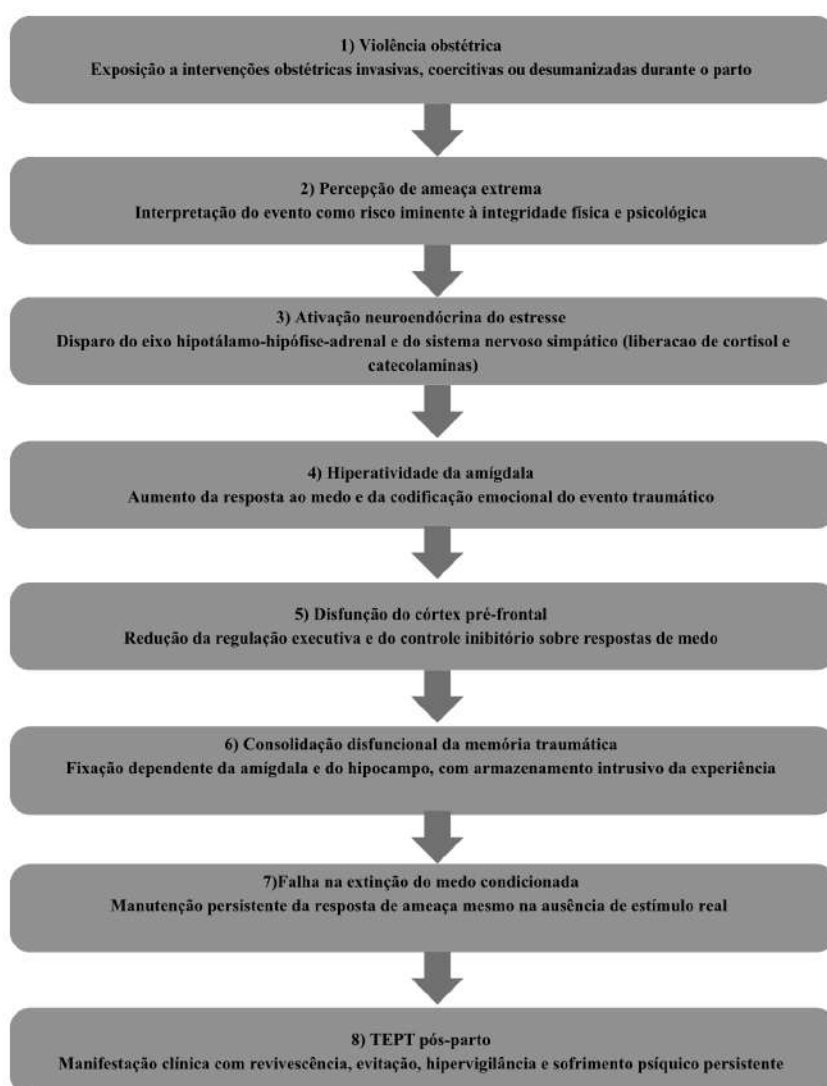 1) Violência obstétrica
Exposição a intervenções obstétricas invasivas, coercitivas ou desumanizadas durante o parto
2) Percepção de ameaça extrema
Interpretação do evento como risco iminente à integridade física e psicológica
3) Ativação neuroendócrina do estresse
Disparo do eixo hipotálamo-hipófise-adrenal e do sistema nervoso simpático (liberacao de cortisol e
catecolaminas)
4) Hiperatividade da amígdala
Aumento da resposta ao medo e da codificação emocional do evento traumático
5) Disfunção do córtex pré-frontal
Redução da regulação executiva e do controle inibitório sobre respostas de medo
6) Consolidação disfuncional da memória traumática
Fixação dependente da amígdala e do hipocampo, com armazenamento intrusivo da experiência
7)Falha na extinção do medo condicionada
Manutenção persistente da resposta de ameaça mesmo na ausência de estímulo real
8) TEPT pós-parto
Manifestação clínica com revivescência, evitação, hipervigilância e sofrimento psíquico persistente